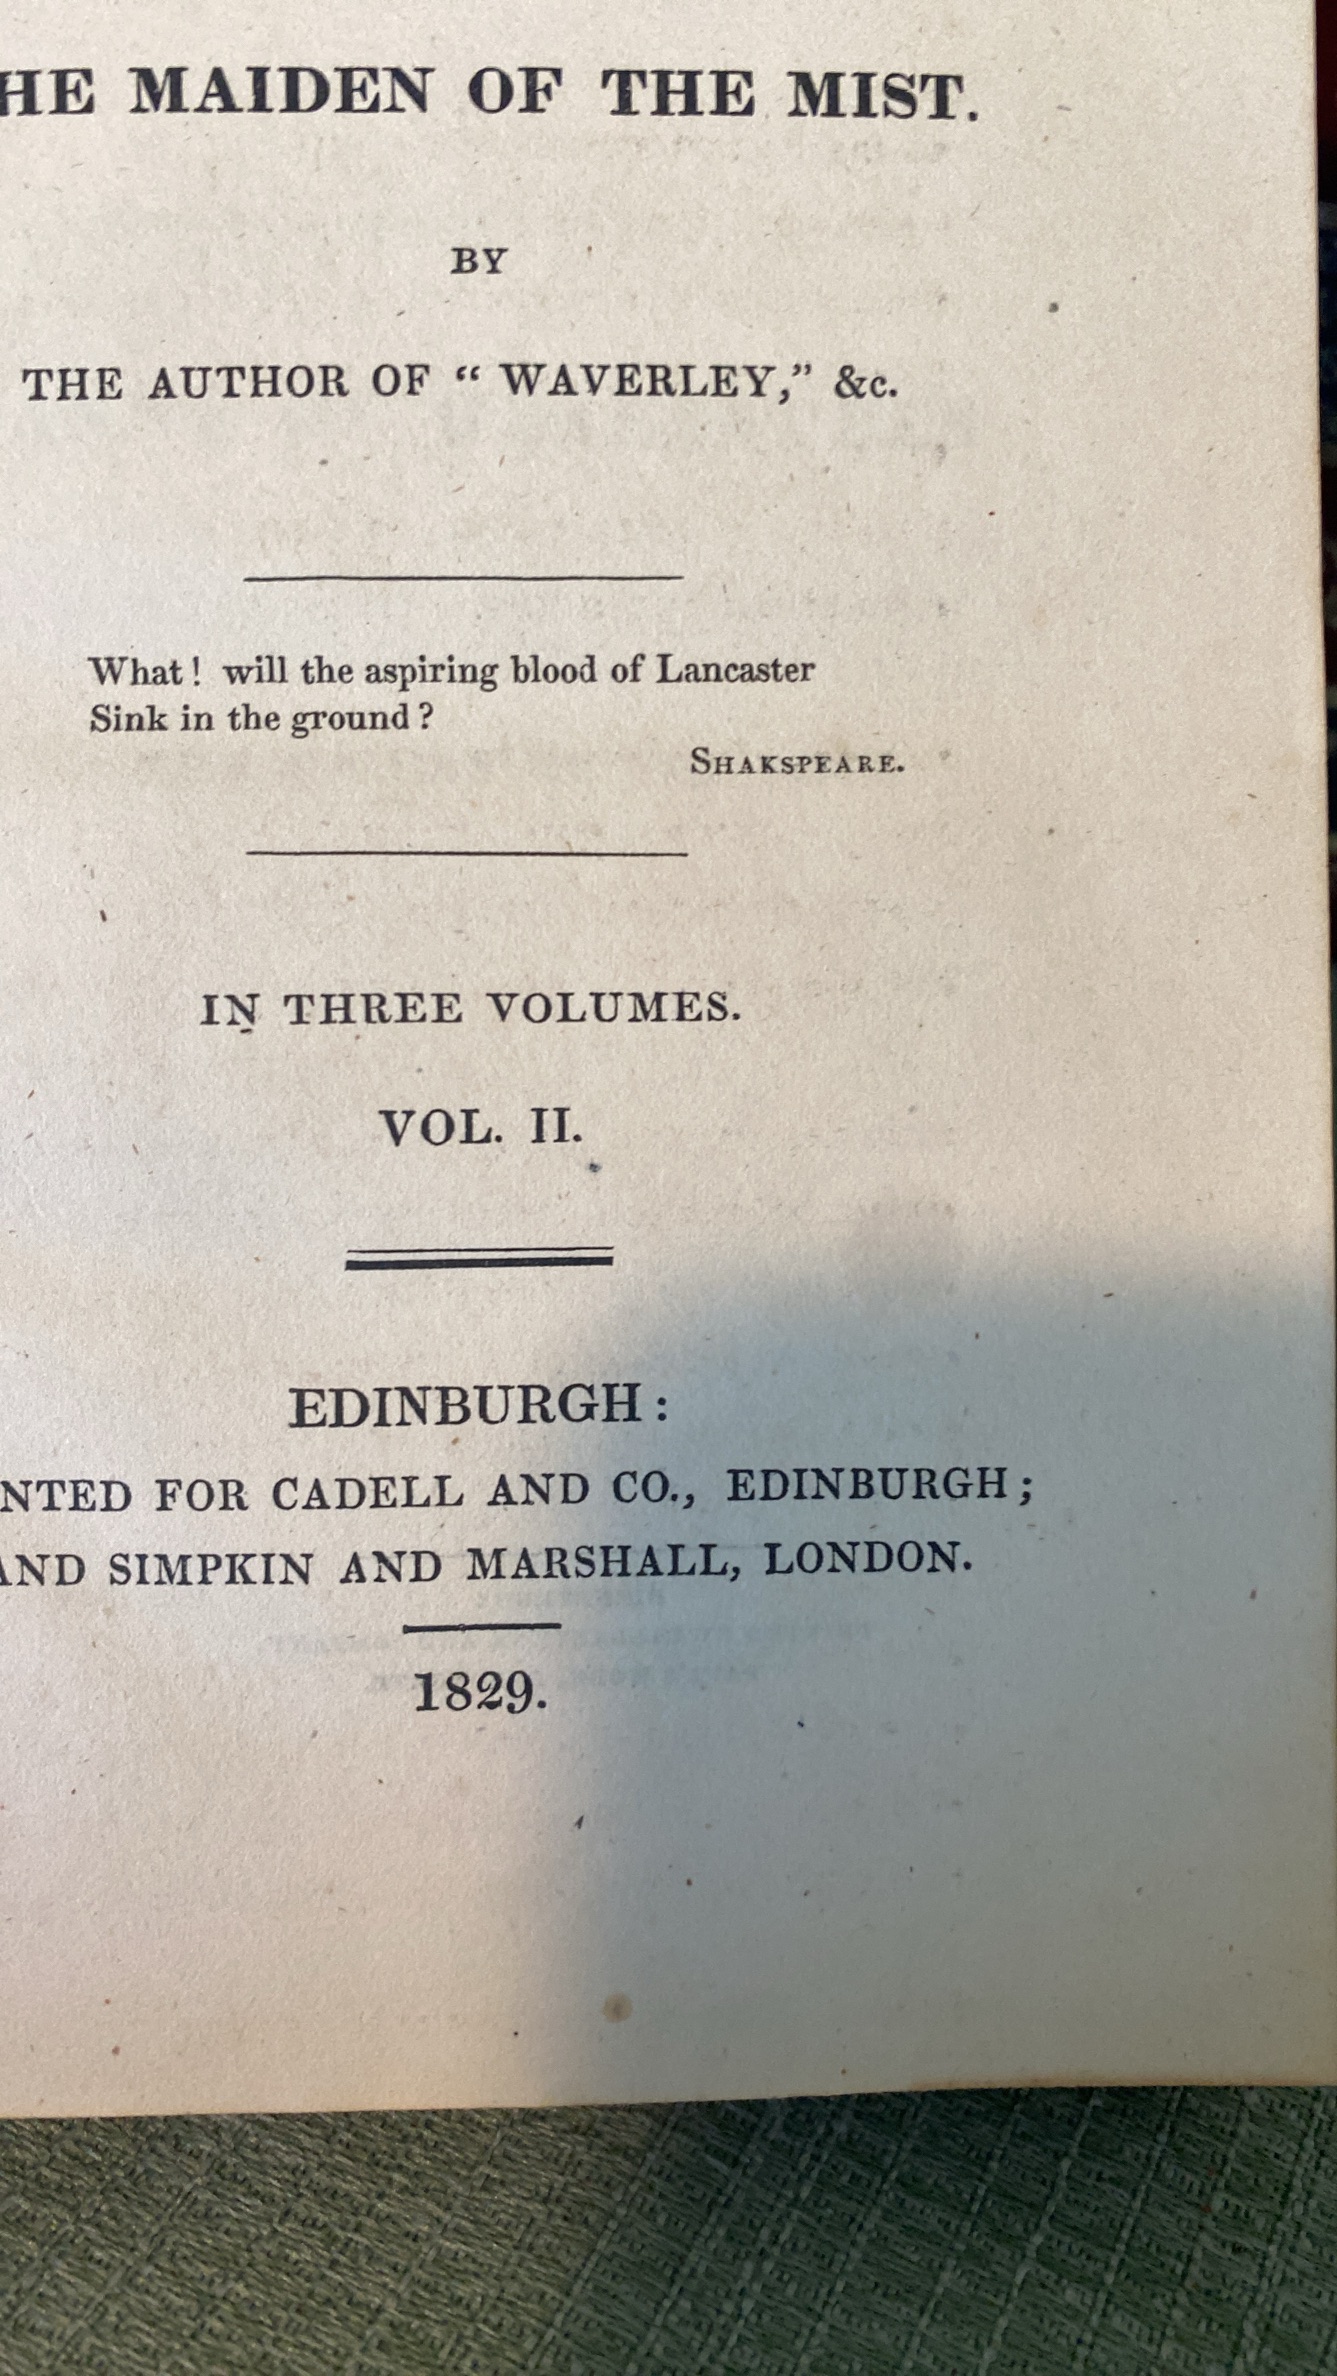 HE MAIDEN OF THE MIST.
BY
THE AUTHOR OF “ WAVERLEY,” &c.
What! will the aspiring blood of Lancaster
Sink in the ground?
SHAKSPEARE.
IN THREE VOLUMES.
VOL. II.
EDINBURGH:
NTED FOR CADELL AND CO., EDINBURGH;
AND SIMPKIN AND MARSHALL, LONDON.
1829.